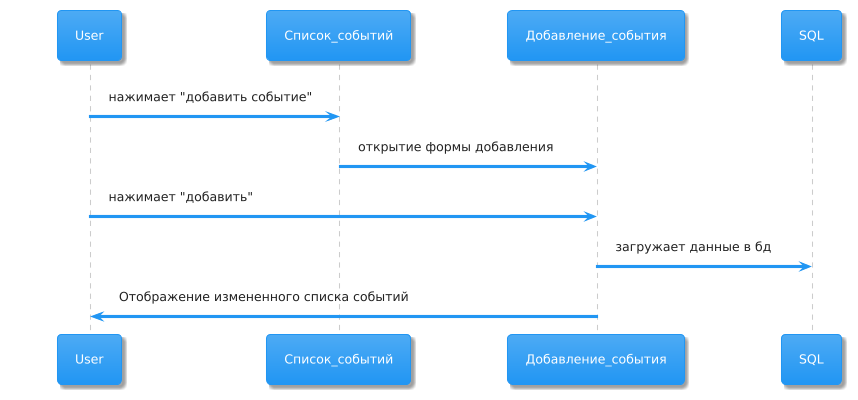 User
Список_событий
Добавление_события
SQL
нажимает "добавить событие"
открытие формы добавления
нажимает "добавить"
загружает данные в бд
Отображение измененного списка событий
User
Список_событий
Добавление_события
SQL